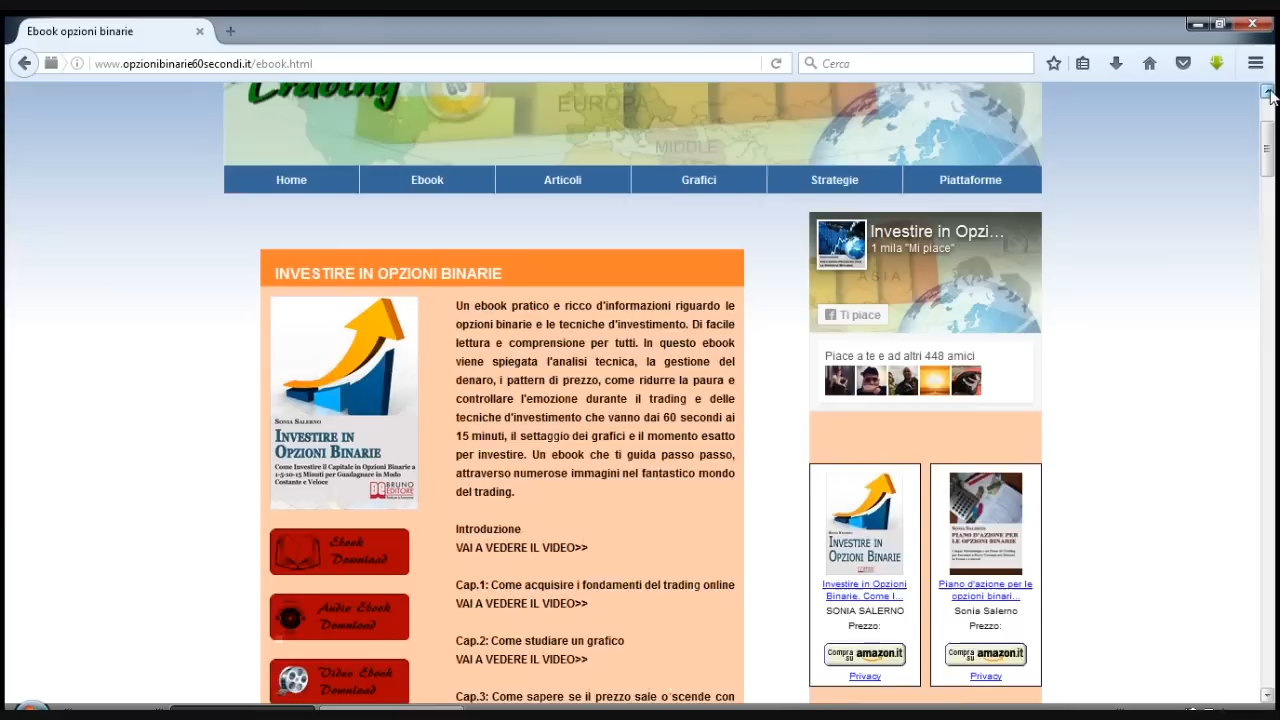 Ebook opzioni binarie
www.opzionibinarie60secondi.it/ebook.html
Cerca
EUROPA
MIDDLE
Home
Ebook
Articoli
Grafici
Strategie
Piattaforme
INVESTIRE IN OPZIONI BINARIE
SONIA SALERNO
INVESTIRE IN
OPZIONI BINARIE
Come Investire il Capitale in Opzioni Binarie a
1-5-10-15 Minuti per Guadagnare in Modo
Costante e Veloce
BRUNO
EDITORE
Ebook
Download
Audio Ebook
Download
Video Ebook
Download
Un ebook pratico e ricco d'informazioni riguardo le
opzioni binarie e le tecniche d'investimento. Di facile
lettura e comprensione per tutti. In questo ebook
viene spiegata l'analisi tecnica, la gestione del
denaro, i pattern di prezzo, come ridurre la paura e
controllare l'emozione durante il trading e delle
tecniche d'investimento che vanno dai 60 secondi ai
15 minuti, il settaggio dei grafici e il momento esatto
per investire. Un ebook che ti guida passo passo,
attraverso numerose immagini nel fantastico mondo
del trading.
Introduzione
VAI A VEDERE IL VIDEO>>
Cap.1: Come acquisire i fondamenti del trading online
VAI A VEDERE IL VIDEO>>
Cap.2: Come studiare un grafico
VAI A VEDERE IL VIDEO>>
Cap.3: Come sapere se il prezzo sale o scende con
Investire in Opzi...
1 mila "Mi piace"
ASIA
Ti piace
Piace a te e ad altri 448 amici
INVESTIRE IN
OPZIONI BINARIE
Investire in Opzioni
Binarie. Come I...
SONIA SALERNO
Prezzo:
Compra su amazon.it
Privacy
SONIA SALERNO
PIANO D'AZIONE PER
LE OPZIONI BINARIE
Piano d'azione per le
opzioni binari...
Sonia Salerno
Prezzo:
Compra su amazon.it
Privacy